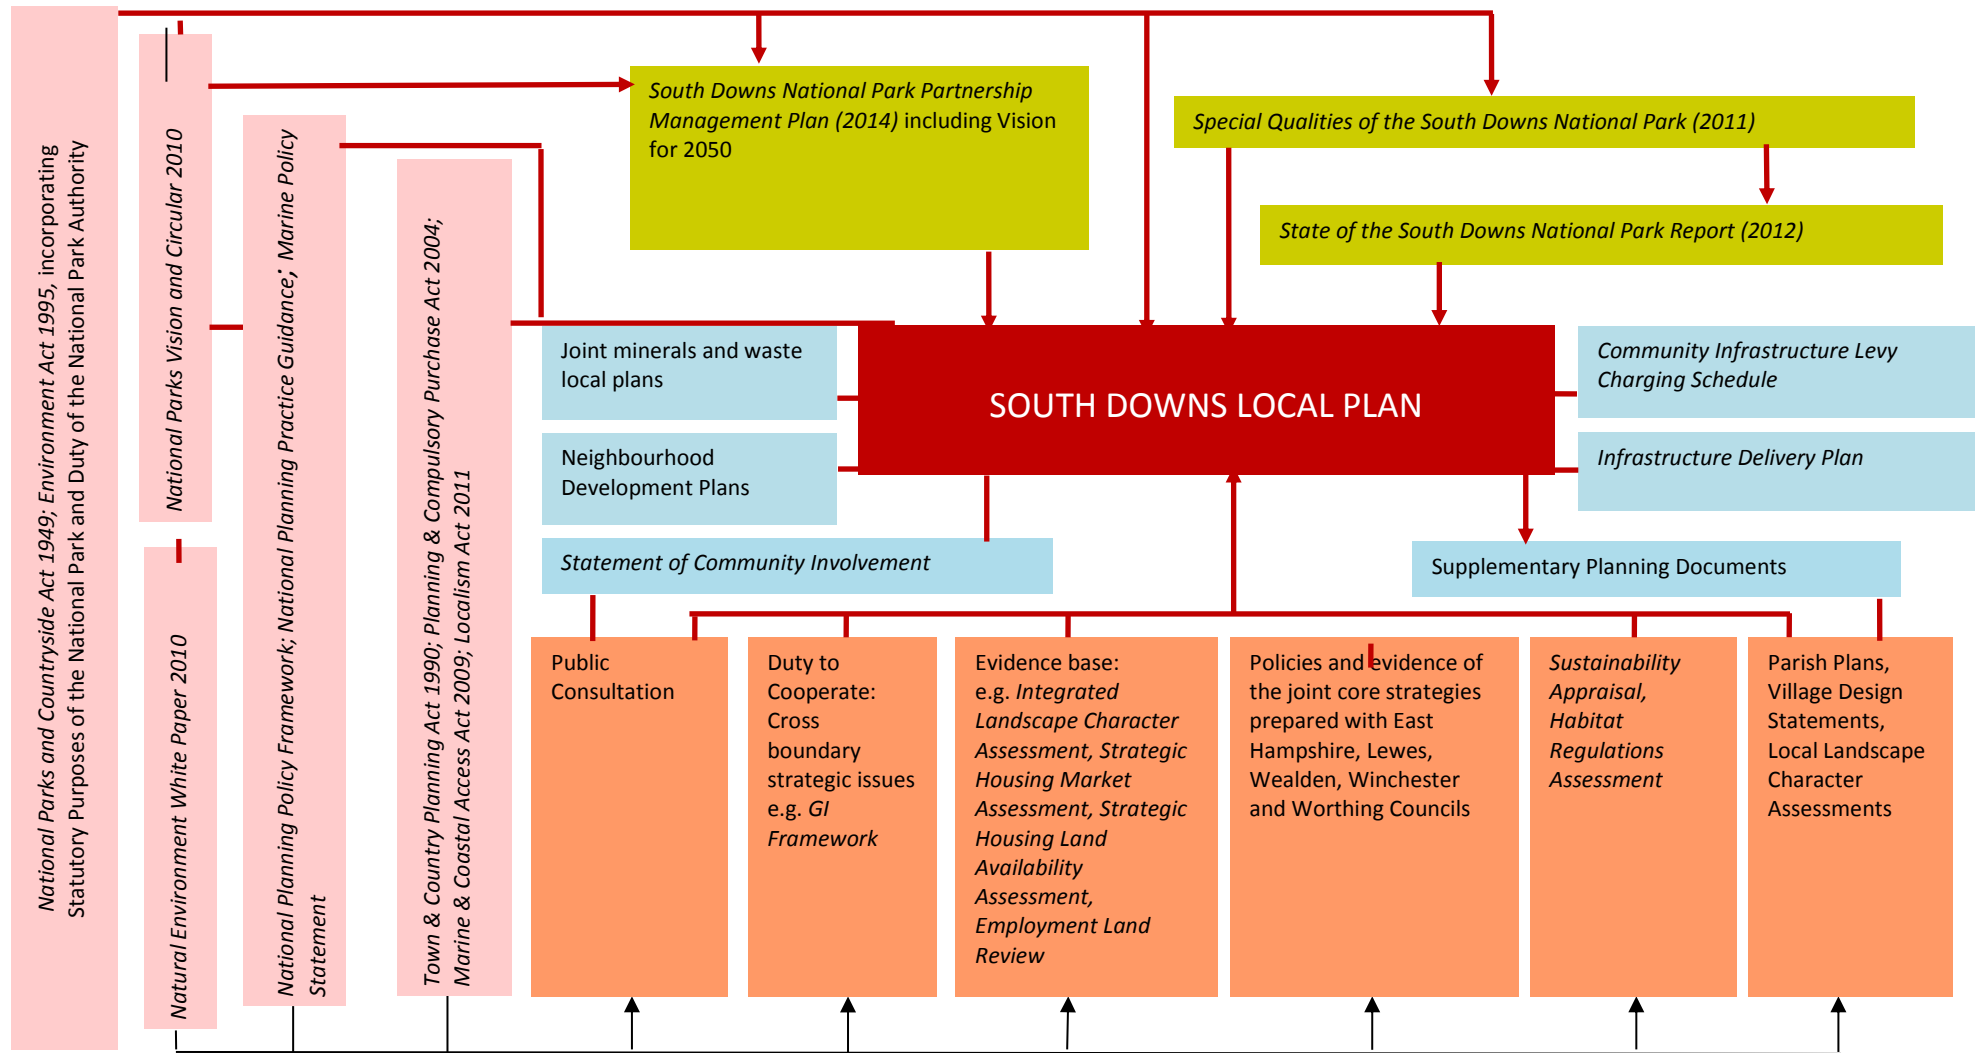 National Parks and Countryside Act 1949; Environment Act 1995, incorporating
Statutory Purposes of the National Park and Duty of the National Park Authority
National Parks Vision and Circular 2010
Natural Environment White Paper 2010
National Planning Policy Framework; National Planning Practice Guidance; Marine Policy
Statement
Town & Country Planning Act 1990; Planning & Compulsory Purchase Act 2004;
Marine & Coastal Access Act 2009; Localism Act 2011
South Downs National Park Partnership
Management Plan (2014) including Vision
for 2050
Special Qualities of the South Downs National Park (2011)
State of the South Downs National Park Report (2012)
Joint minerals and waste
local plans
Neighbourhood
Development Plans
SOUTH DOWNS LOCAL PLAN
Community Infrastructure Levy
Charging Schedule
Infrastructure Delivery Plan
Statement of Community Involvement
Supplementary Planning Documents
Public
Consultation
Duty to
Cooperate:
Cross
boundary
strategic issues
e.g. GI
Framework
Evidence base:
e.g. Integrated
Landscape Character
Assessment, Strategic
Housing Market
Assessment, Strategic
Housing Land
Availability
Assessment,
Employment Land
Review
Policies and evidence of
the joint core strategies
prepared with East
Hampshire, Lewes,
Wealden, Winchester
and Worthing Councils
Sustainability
Appraisal,
Habitat
Regulations
Assessment
Parish Plans,
Village Design
Statements,
Local Landscape
Character
Assessments